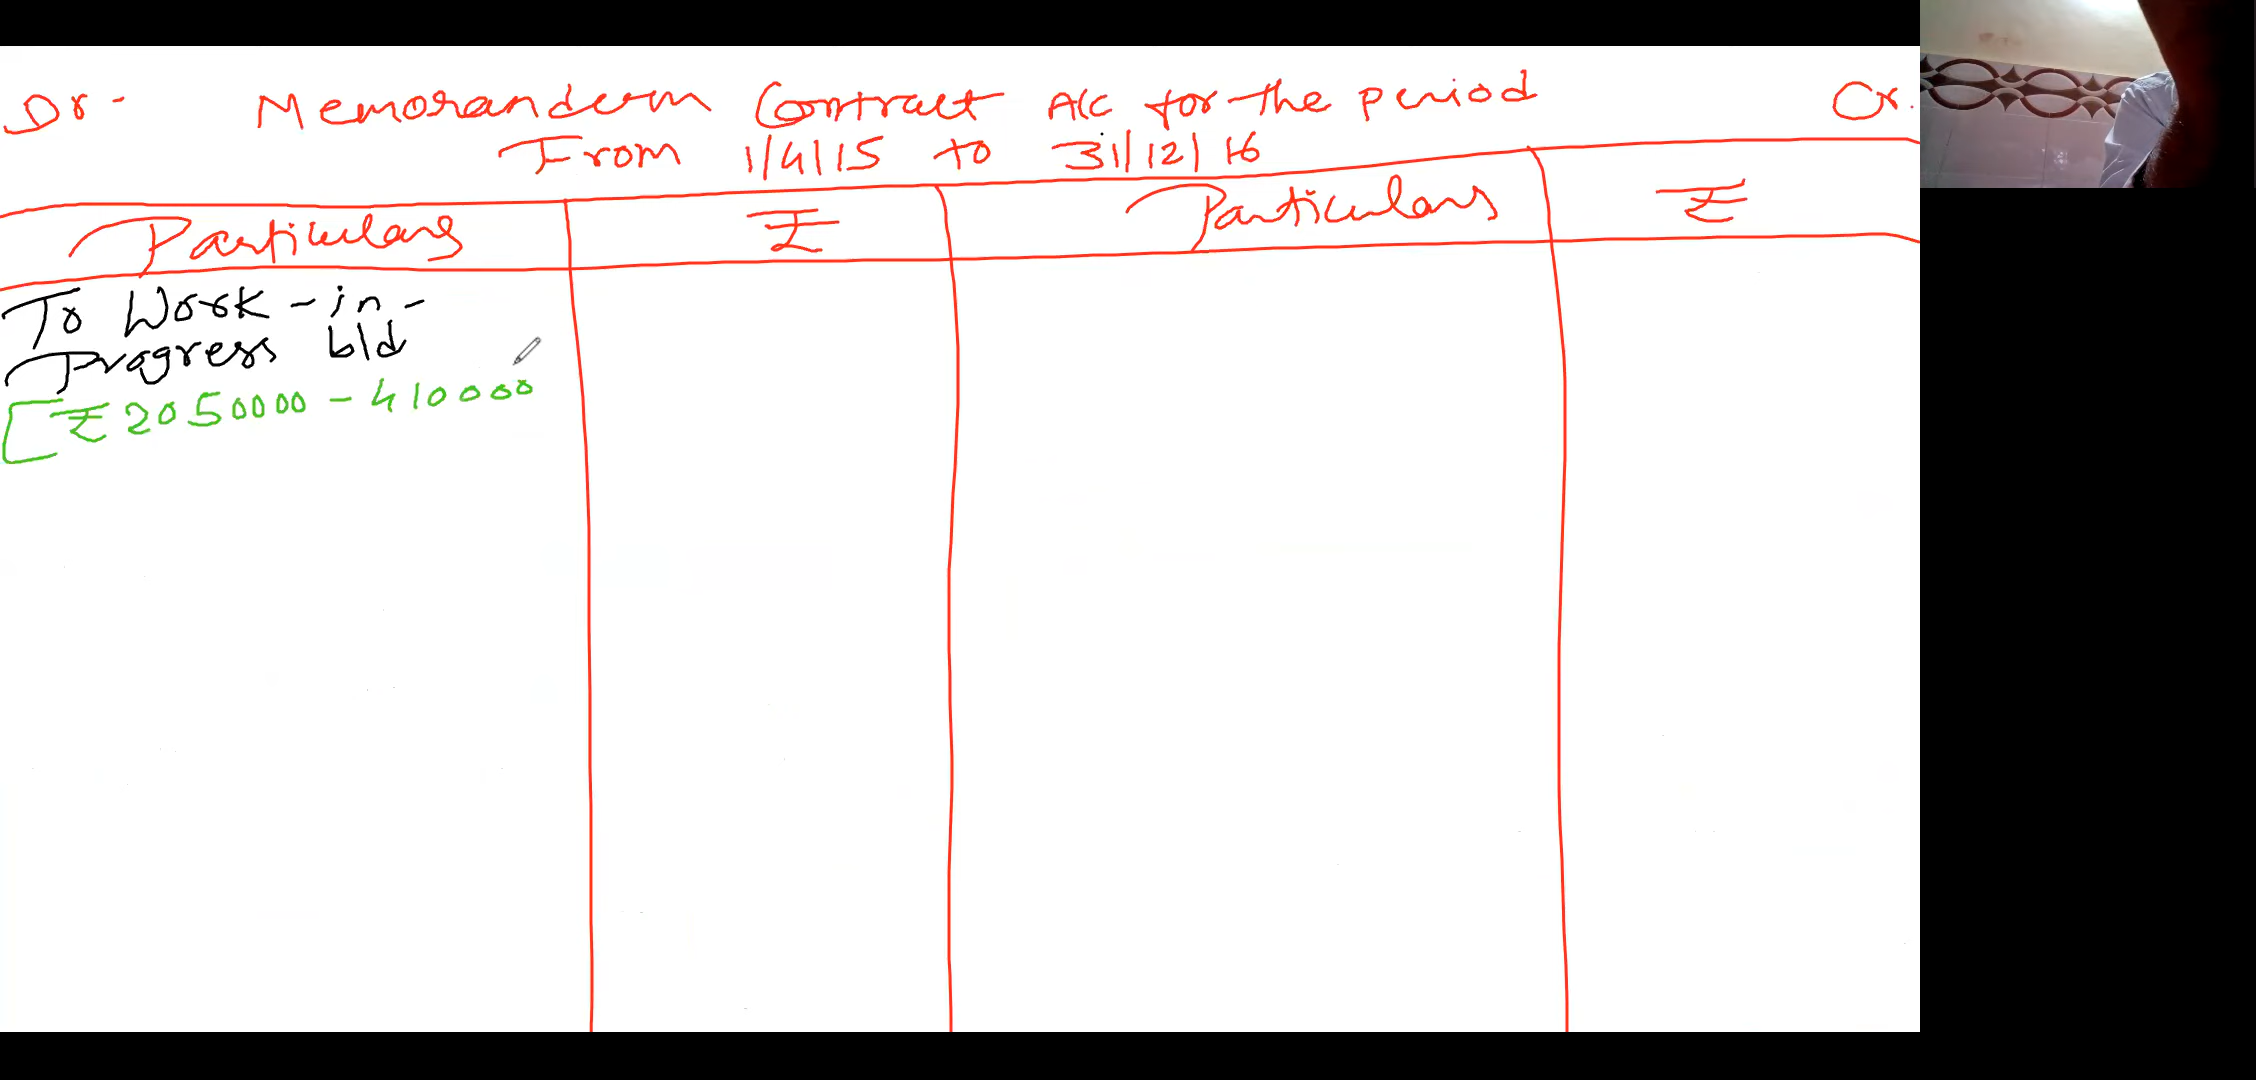 Dr - Memorandum Contract A/C for the period Cr.
From 1/4/15 to 31/12/16
Particulars ₹ Particulars ₹
To Work - in -
Progress b/d
[₹ 2050000 - 410000